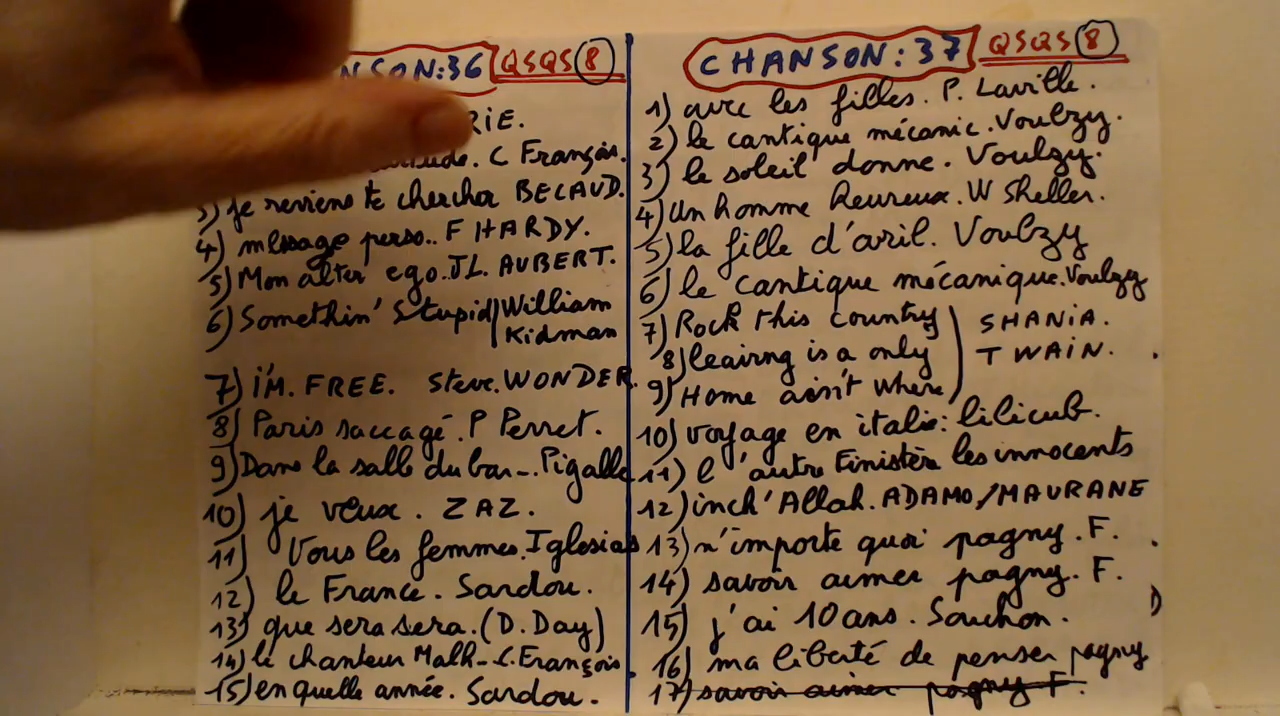 NSON:36 QSQS 8
RIE.
tude. C François.
3) je reviens te chercher BECAUD.
4) message perso.. F HARDY.
5) Mon alter ego. JL. AUBERT.
6) Somethin' Stupid William
Kidman
7) I'M. FREE. Steve. WONDER.
8) Paris saccagé. P Perret.
9) Dans la salle du bar-.. Pigalle
10) je veux. ZAZ.
11) Vous les femmes. Iglesias
12) le France. Sardou.
13) que sera sera. (D. Day)
14) le chanteur Malh-. C. François.
15) en quelle année. Sardou.
CHANSON: 37 QSQS 8
1) avec les filles. P. Laville.
2) le cantique mécanic. Voulzy.
3) le soleil donne. Voulzy.
4) Un homme heureux. W Sheller.
5) la fille d'avril. Voulzy
6) le cantique mécanique. Voulzy
7) Rock this country SHANIA.
8) leairng is a only TWAIN.
9) Home ain't where
10) voyage en italie: lilicub.
11) l'autre Finistère les innocents
12) inch'Allah. ADAMO/MAURANE
13) n'importe quoi pagny. F.
14) savoir aimer pagny. F.
15) j'ai 10 ans. Souchon.
16) ma liberté de penser pagny
17) savoir aimer pagny F.